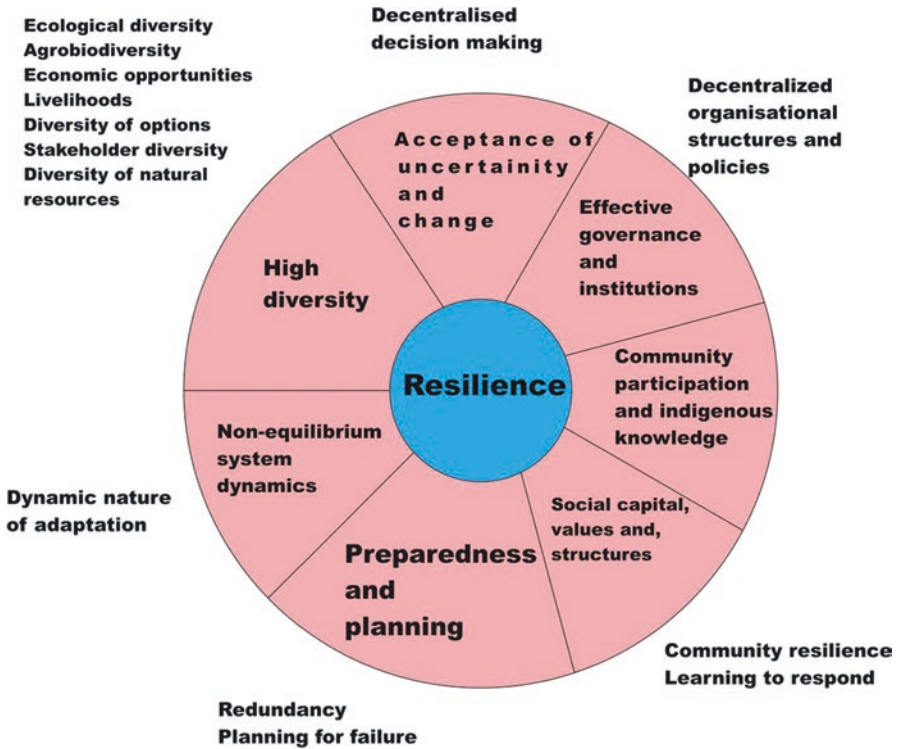 Ecological diversity
Agrobiodiversity
Economic opportunities
Livelihoods
Diversity of options
Stakeholder diversity
Diversity of natural
resources
Decentralised
decision making
Decentralized
organisational
structures and
policies
Acceptance of
uncertainity
and
change
Effective
governance
and
institutions
High
diversity
Resilience
Community
participation
and indigenous
knowledge
Non-equilibrium
system
dynamics
Social capital,
values and,
structures
Preparedness
and
planning
Dynamic nature
of adaptation
Community resilience
Learning to respond
Redundancy
Planning for failure